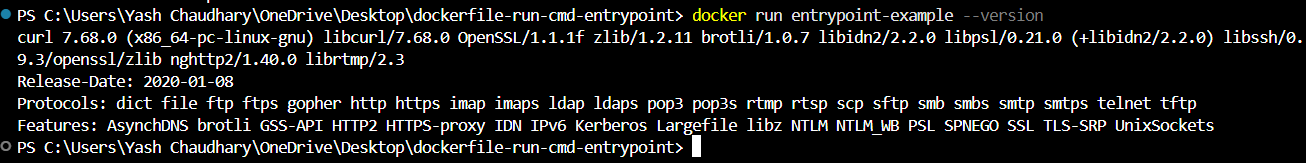 PS C:\Users\Yash Chaudhary\OneDrive\Desktop\dockerfile-run-cmd-entrypoint> docker run entrypoint-example --version
curl 7.68.0 (x86_64-pc-linux-gnu) libcurl/7.68.0 OpenSSL/1.1.1f zlib/1.2.11 brotli/1.0.7 libidn2/2.2.0 libpsl/0.21.0 (+libidn2/2.2.0) libssh/0.
9.3/openssl/zlib nghttp2/1.40.0 librtmp/2.3
Release-Date: 2020-01-08
Protocols: dict file ftp ftps gopher http https imap imaps ldap ldaps pop3 pop3s rtmp rtsp scp sftp smb smbs smtp smtps telnet tftp
Features: AsynchDNS brotli GSS-API HTTP2 HTTPS-proxy IDN IPv6 Kerberos Largefile libz NTLM NTLM_WB PSL SPNEGO SSL TLS-SRP UnixSockets
PS C:\Users\Yash Chaudhary\OneDrive\Desktop\dockerfile-run-cmd-entrypoint>